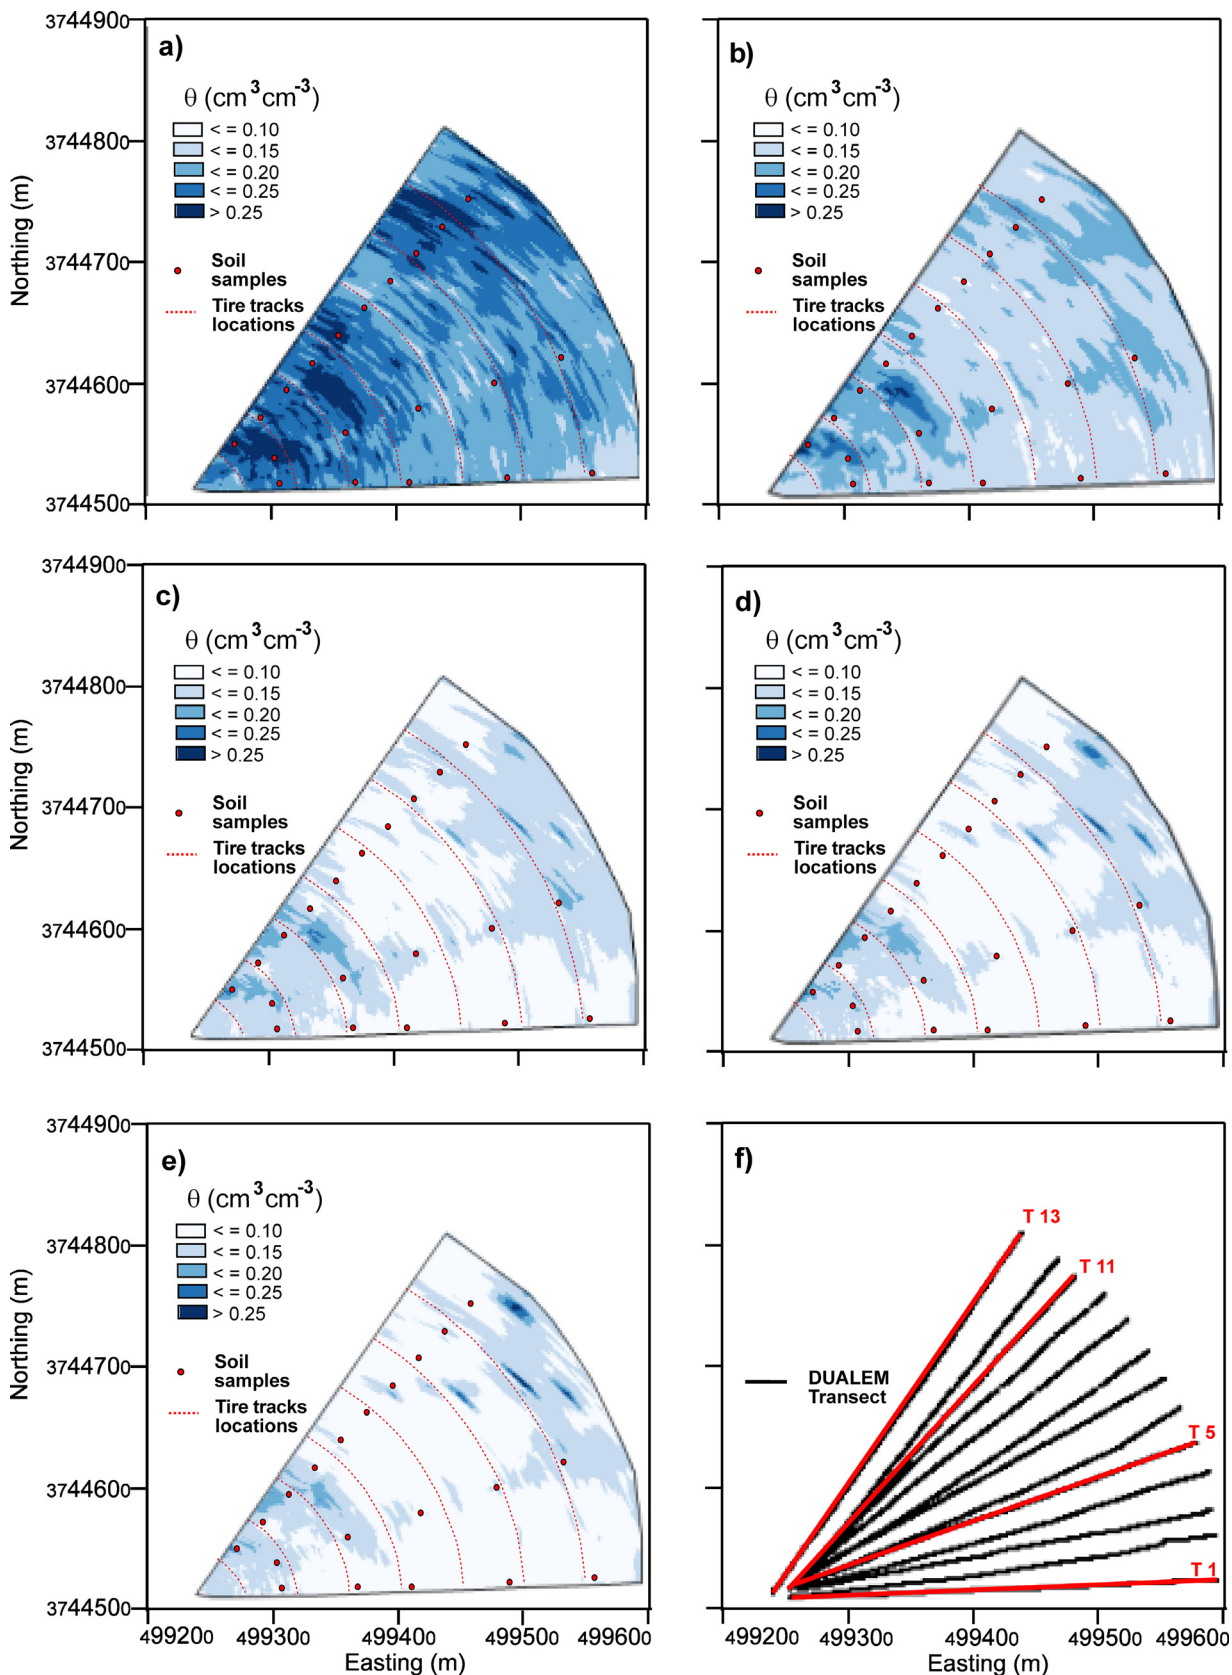 3744900
a)
θ (cm³cm⁻³)
< = 0.10
< = 0.15
< = 0.20
< = 0.25
> 0.25
Soil
samples
Tire tracks
locations
3744800
3744700
3744600
3744500
Northing (m)
b)
θ (cm³cm⁻³)
< = 0.10
< = 0.15
< = 0.20
< = 0.25
> 0.25
Soil
samples
Tire tracks
locations
3744900
c)
θ (cm³cm⁻³)
< = 0.10
< = 0.15
< = 0.20
< = 0.25
> 0.25
Soil
samples
Tire tracks
locations
3744800
3744700
3744600
3744500
Northing (m)
d)
θ (cm³cm⁻³)
< = 0.10
< = 0.15
< = 0.20
< = 0.25
> 0.25
Soil
samples
Tire tracks
locations
3744900
e)
θ (cm³cm⁻³)
< = 0.10
< = 0.15
< = 0.20
< = 0.25
> 0.25
Soil
samples
Tire tracks
locations
3744800
3744700
3744600
3744500
Northing (m)
499200 499300 499400 499500 499600
Easting (m)
f)
T 13
T 11
DUALEM
Transect
T 5
T 1
499200 499300 499400 499500 499600
Easting (m)